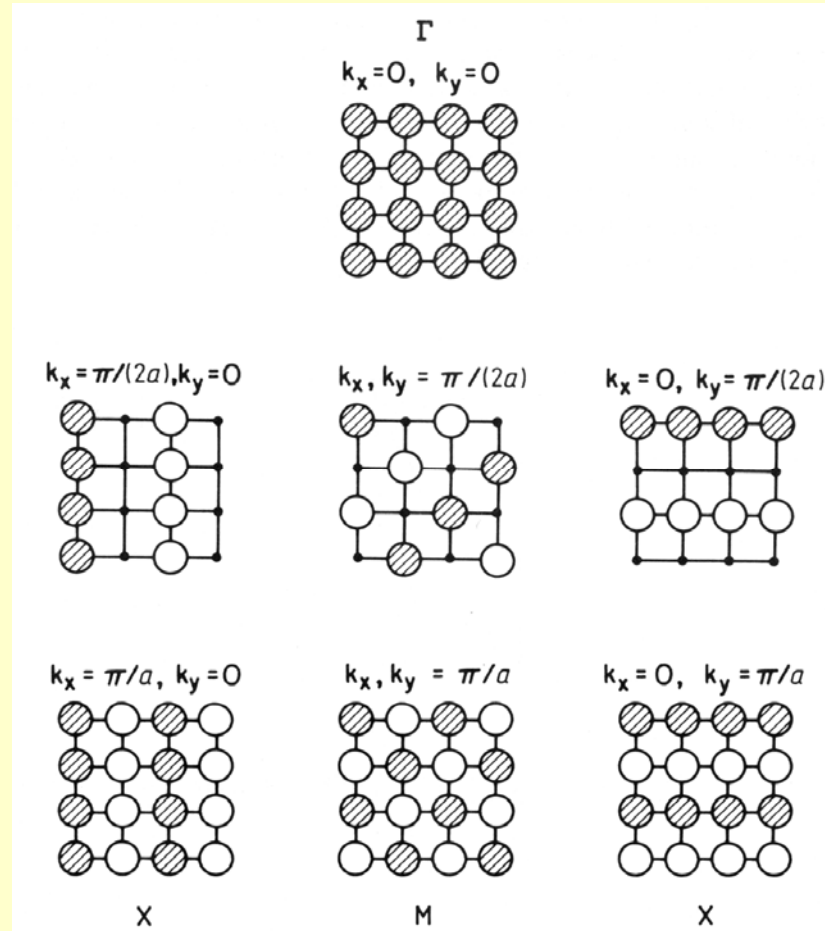 Γ
kx=0, ky=0
kx=π/(2a),ky=0
kx,ky = π/(2a)
kx=0, ky=π/(2a)
kx=π/a, ky=0
kx,ky = π/a
kx=0, ky=π/a
X
M
X